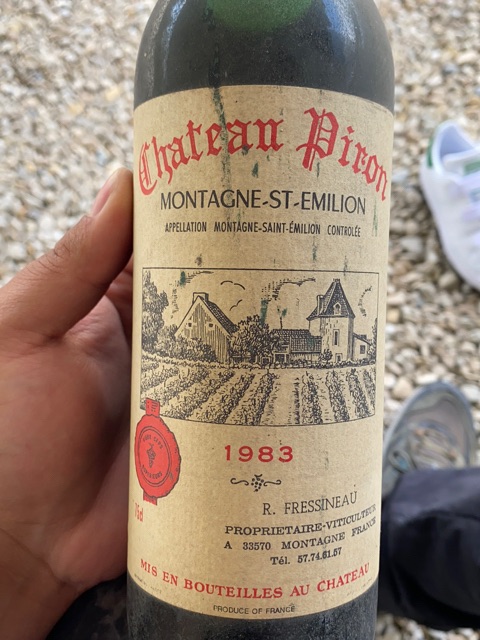 Chateau Piron
MONTAGNE-ST-EMILION
APPELLATION MONTAGNE-SAINT-ÉMILION CONTROLÉE
1983
R. FRESSINEAU
PROPRIETAIRE-VITICULTEUR
A 33570 MONTAGNE FRANCE
Tél. 57.74.61.57
MIS EN BOUTEILLES AU CHATEAU
PRODUCE OF FRANCE